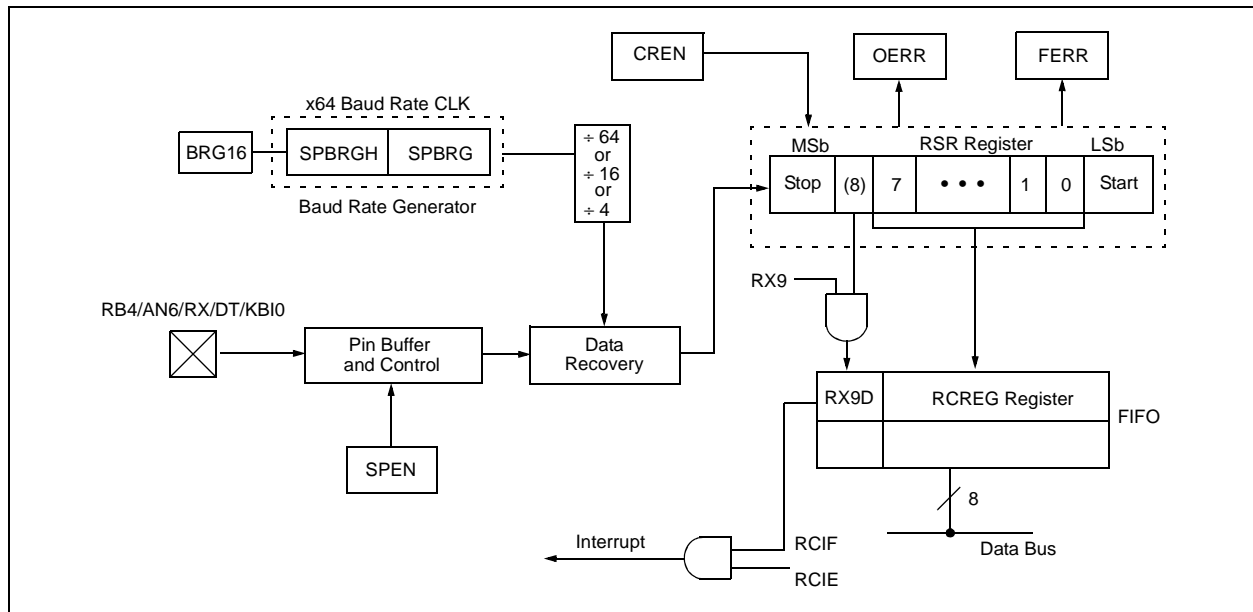 CREN
OERR
FERR
x64 Baud Rate CLK
BRG16
SPBRGH
SPBRG
Baud Rate Generator
÷ 64
or
÷ 16
or
÷ 4
MSb
RSR Register
LSb
Stop
(8)
7
• • •
1
0
Start
RX9
RB4/AN6/RX/DT/KBI0
Pin Buffer
and Control
Data
Recovery
SPEN
RX9D
RCREG Register
FIFO
8
Data Bus
Interrupt
RCIF
RCIE